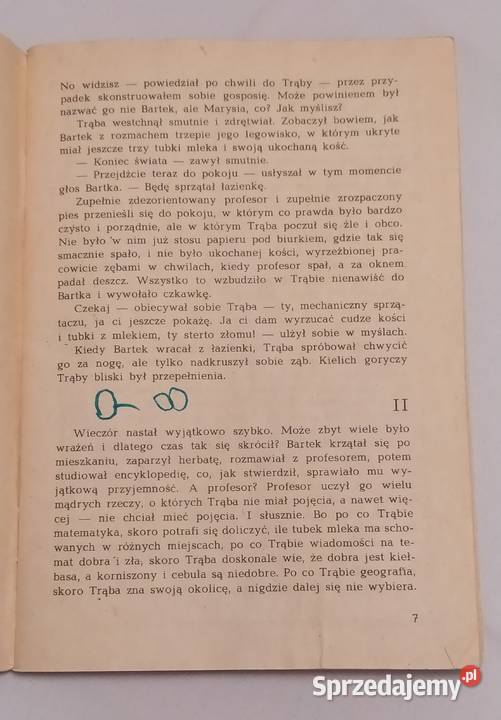 No widzisz — powiedział po chwili do Trąby — przez przy-
padek skonstruowałem sobie gosposię. Może powinienem był
nazwać go nie Bartek, ale Marysia, co? Jak myślisz?
Trąba westchnął smutnie i zdrętwiał. Zobaczył bowiem, jak
Bartek z rozmachem trzepie jego legowisko, w którym ukryte
miał jeszcze trzy tubki mleka i swoją ukochaną kość.
— Koniec świata — zawył smutnie.
— Przejdźcie teraz do pokoju — usłyszał w tym momencie
głos Bartka. — Będę sprzątał łazienkę.
Zupełnie zdezorientowany profesor i zupełnie zrozpaczony
pies przenieśli się do pokoju, w którym co prawda było bardzo
czysto i porządnie, ale w którym Trąba poczuł się źle i obco.
Nie było w nim już stosu papieru pod biurkiem, gdzie tak się
smacznie spało, i nie było ukochanej kości, wyrzeźbionej pra-
cowicie zębami w chwilach, kiedy profesor spał, a za oknem
padał deszcz. Wszystko to wzbudziło w Trąbie nienawiść do
Bartka i wywołało czkawkę.
Czekaj — obiecywał sobie Trąba — ty, mechaniczny sprzą-
taczu, ja ci jeszcze pokażę. Ja ci dam wyrzucać cudze kości
i tubki z mlekiem, ty sterto złomu! — ulżył sobie w myślach.
Kiedy Bartek wracał z łazienki, Trąba spróbował chwycić
go za nogę, ale tylko nadkruszył sobie ząb. Kielich goryczy
Trąby bliski był przepełnienia.
II
Wieczór nastał wyjątkowo szybko. Może zbyt wiele było
wrażeń i dlatego czas tak się skrócił? Bartek krzątał się po
mieszkaniu, zaparzył herbatę, rozmawiał z profesorem, potem
studiował encyklopedię, co, jak stwierdził, sprawiało mu wy-
jątkową przyjemność. A profesor? Profesor uczył go wielu
mądrych rzeczy, o których Trąba nie miał pojęcia, a nawet wię-
cej — nie chciał mieć pojęcia. I słusznie. Bo po co Trąbie
matematyka, skoro potrafi się doliczyć, ile tubek mleka ma scho-
wanych w różnych miejscach, po co Trąbie wiadomości na te-
mat dobra i zła, skoro Trąba doskonale wie, że dobra jest kieł-
basa, a korniszony i cebula są niedobre. Po co Trąbie geografia,
skoro Trąba zna swoją okolicę, a nigdzie dalej się nie wybiera.
7
Sprzedajemy.pl